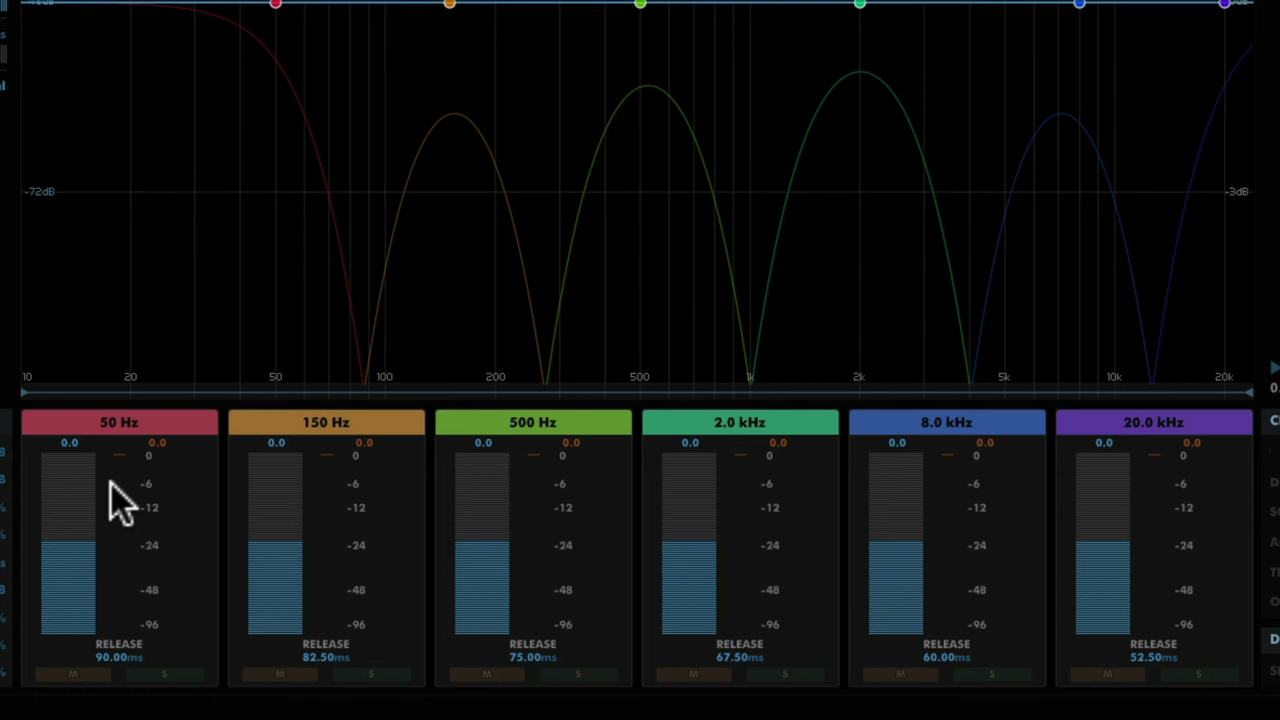 -72dB
-3dB
10 20 50 100 200 500 1k 2k 5k 10k 20k
50 Hz 150 Hz 500 Hz 2.0 kHz 8.0 kHz 20.0 kHz
0.0 0.0 0.0 0.0 0.0 0.0 0.0 0.0 0.0 0.0 0.0 0.0
0 0 0 0 0 0
-6 -6 -6 -6 -6 -6
-12 -12 -12 -12 -12 -12
-24 -24 -24 -24 -24 -24
-48 -48 -48 -48 -48 -48
-96 -96 -96 -96 -96 -96
RELEASE RELEASE RELEASE RELEASE RELEASE RELEASE
90.00ms 82.50ms 75.00ms 67.50ms 60.00ms 52.50ms
M S M S M S M S M S M S